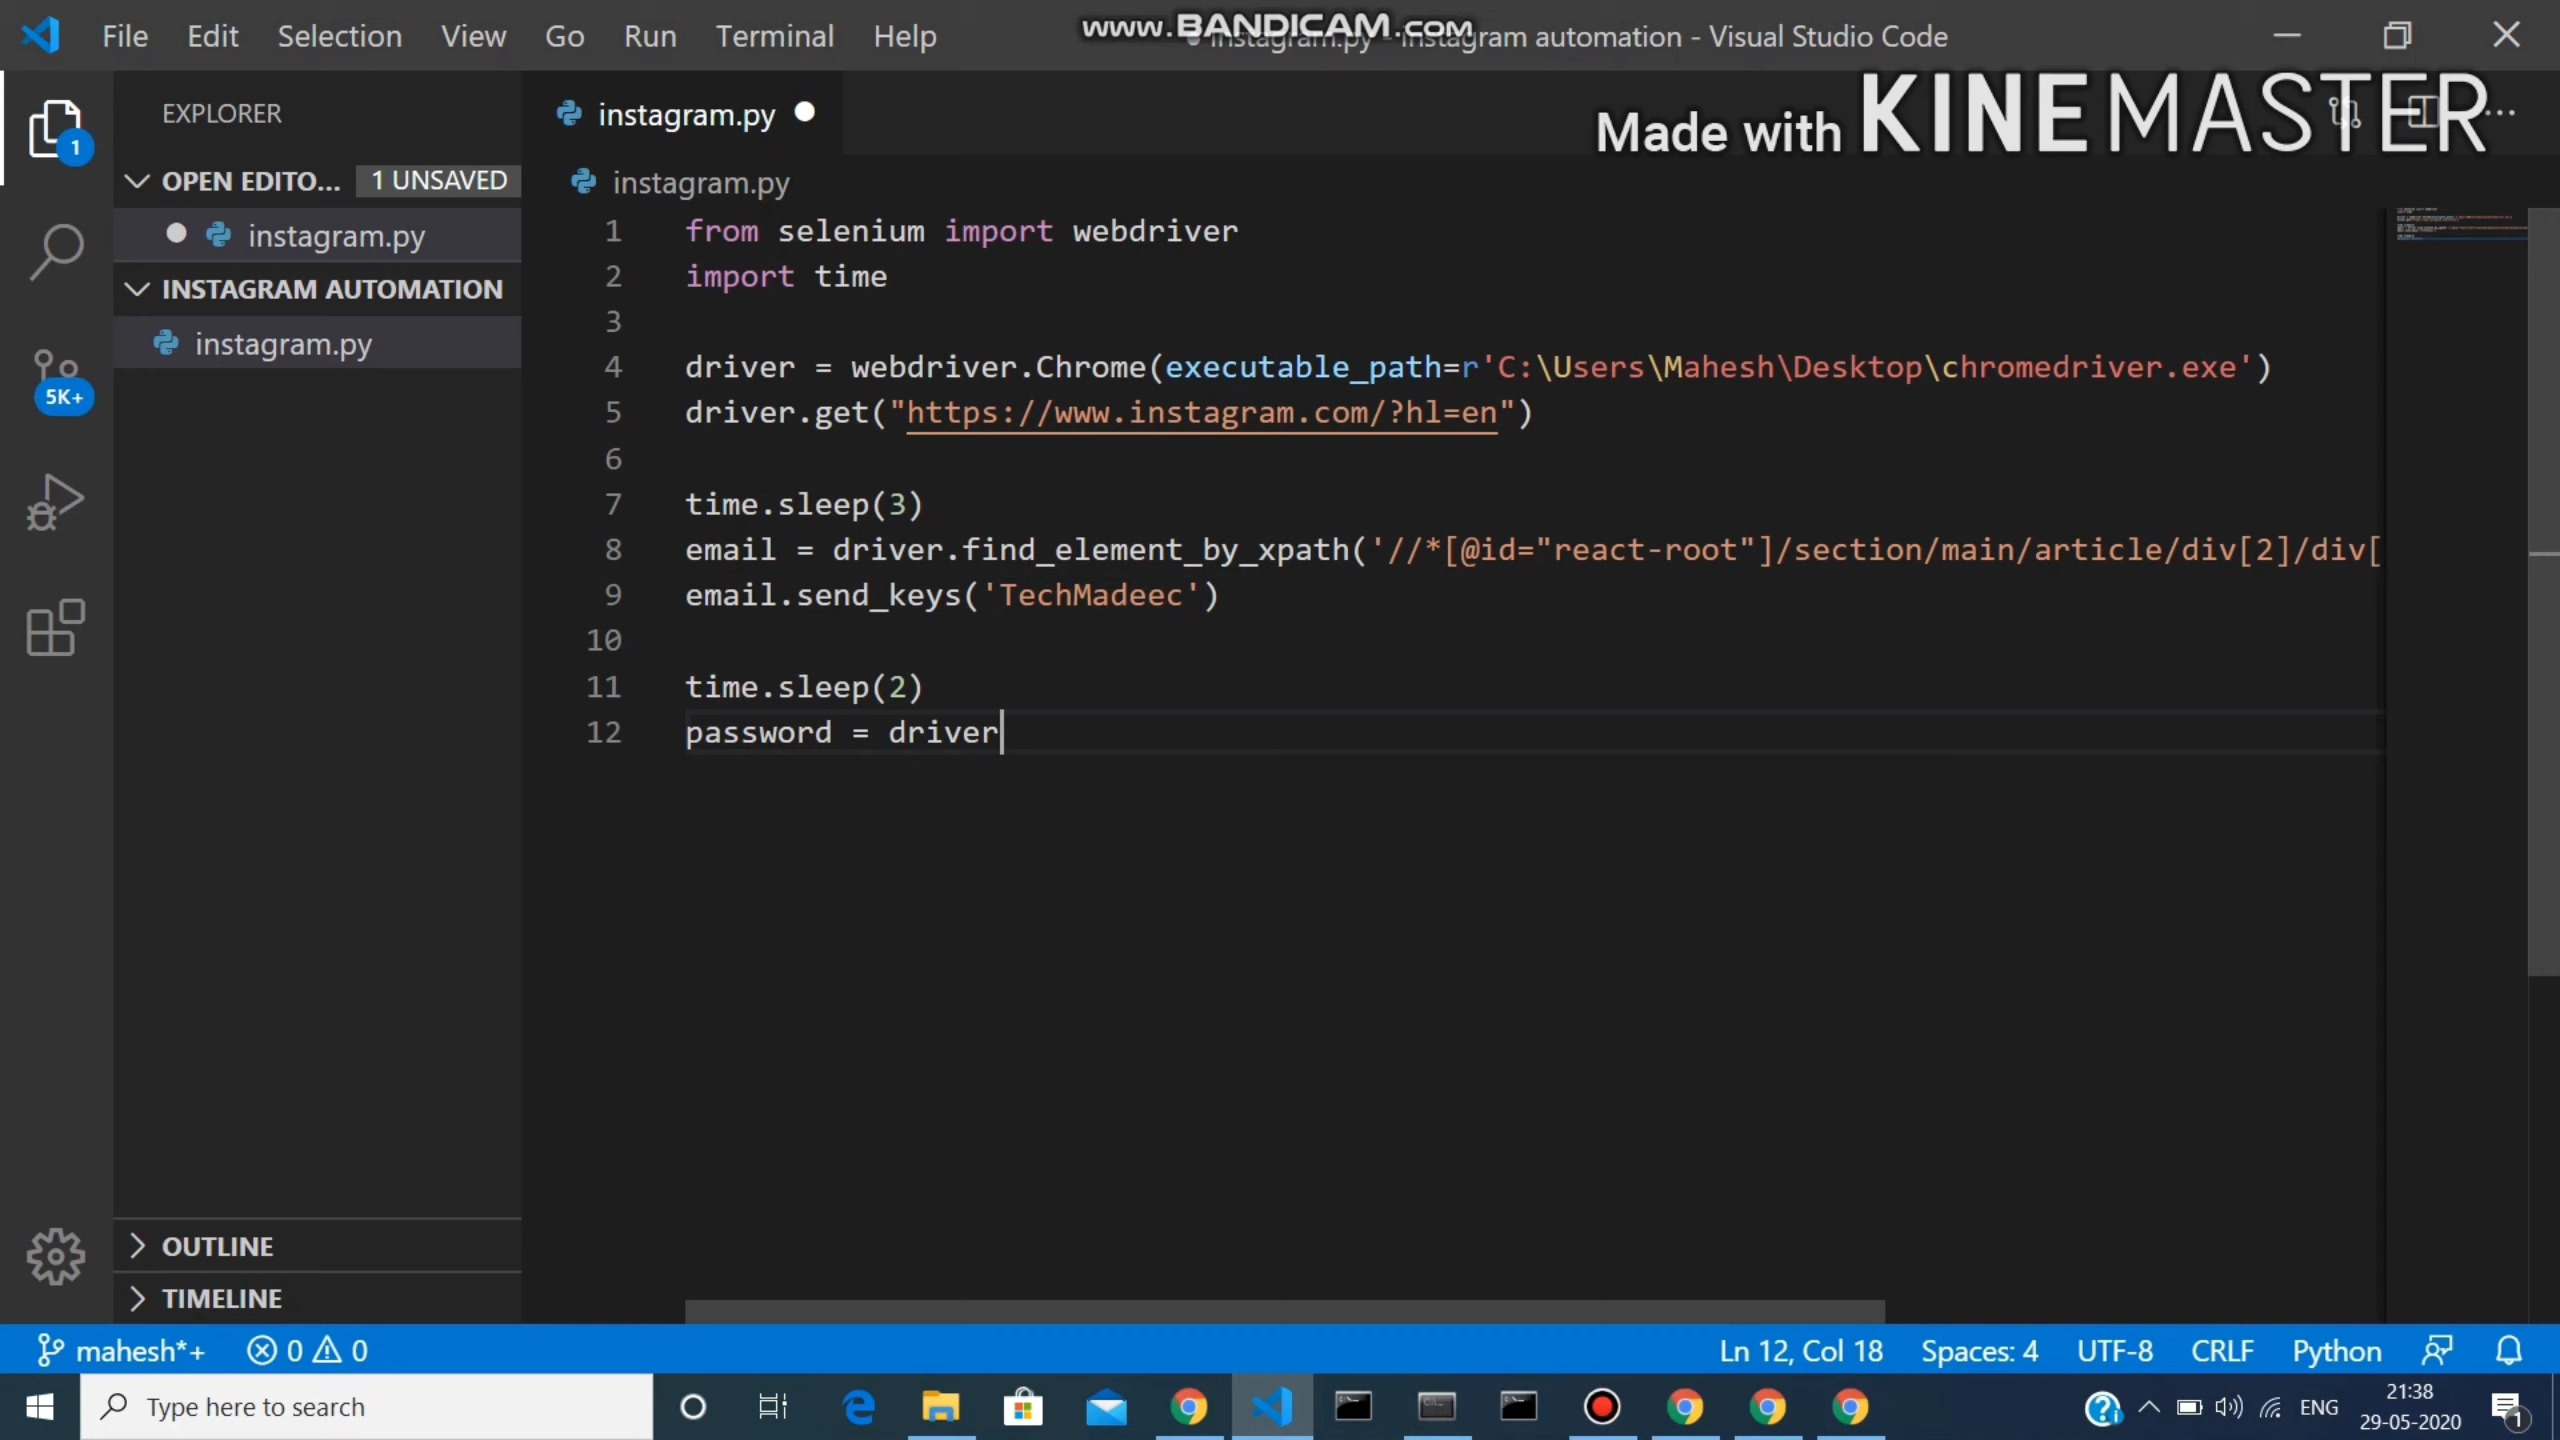 File Edit Selection View Go Run Terminal Help
www.BANDICAM.com
instagram.py - instagram automation - Visual Studio Code
Made with KINEMASTER
EXPLORER
OPEN EDITO... 1 UNSAVED
instagram.py
INSTAGRAM AUTOMATION
instagram.py
1
5K+
instagram.py
instagram.py
1 from selenium import webdriver
2 import time
3
4 driver = webdriver.Chrome(executable_path=r'C:\Users\Mahesh\Desktop\chromedriver.exe')
5 driver.get("https://www.instagram.com/?hl=en")
6
7 time.sleep(3)
8 email = driver.find_element_by_xpath('//*[@id="react-root"]/section/main/article/div[2]/div[
9 email.send_keys('TechMadeec')
10
11 time.sleep(2)
12 password = driver
OUTLINE
TIMELINE
mahesh*+ 0 0
Ln 12, Col 18 Spaces: 4 UTF-8 CRLF Python
Type here to search
ENG
21:38
29-05-2020
1